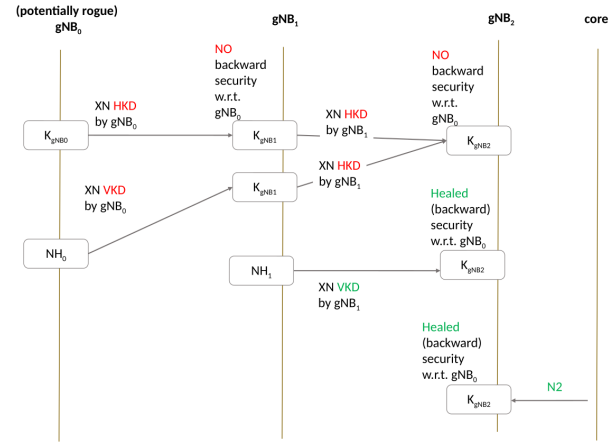 (potentially rogue)
gNB0
gNB1
gNB2
core
NO
backward
security
w.r.t.
gNB0
NO
backward
security
w.r.t.
gNB0
XN HKD
by gNB0
XN HKD
by gNB1
KgNB0
KgNB1
KgNB2
XN HKD
by gNB1
KgNB1
XN VKD
by gNB0
Healed
(backward)
security
w.r.t. gNB0
NH0
NH1
KgNB2
XN VKD
by gNB1
Healed
(backward)
security
w.r.t. gNB0
N2
KgNB2